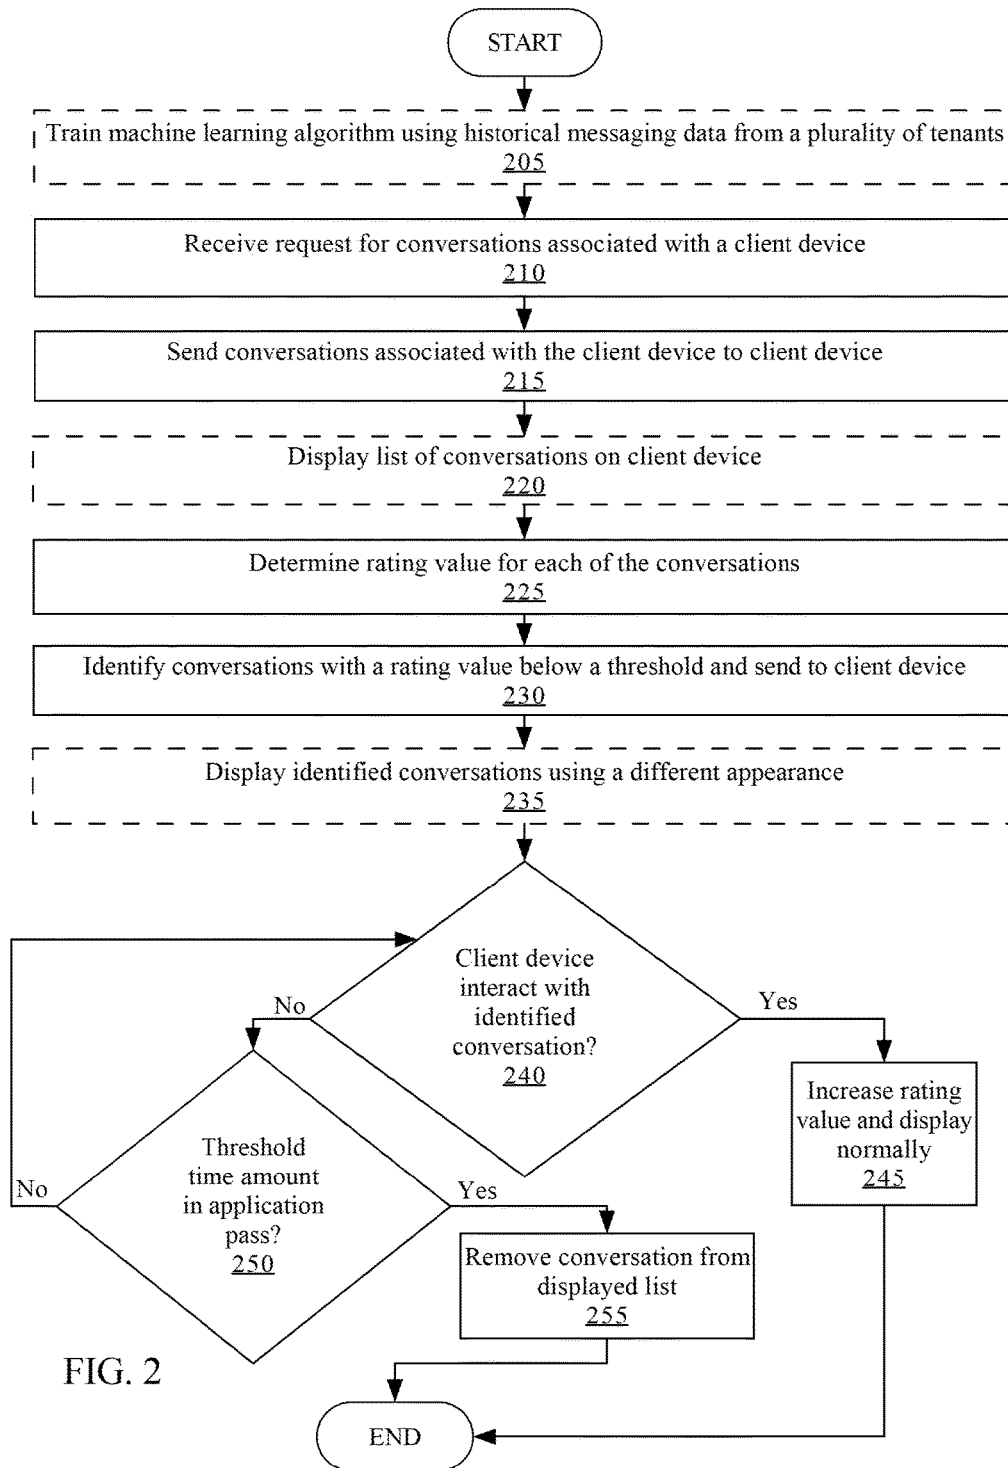 START
Train machine learning algorithm using historical messaging data from a plurality of tenants
205
Receive request for conversations associated with a client device
210
Send conversations associated with the client device to client device
215
Display list of conversations on client device
220
Determine rating value for each of the conversations
225
Identify conversations with a rating value below a threshold and send to client device
230
Display identified conversations using a different appearance
235
Client device
interact with
identified
conversation?
240
No
Yes
Increase rating
value and display
normally
245
Threshold
time amount
in application
pass?
250
No
Yes
Remove conversation from
displayed list
255
FIG. 2
END